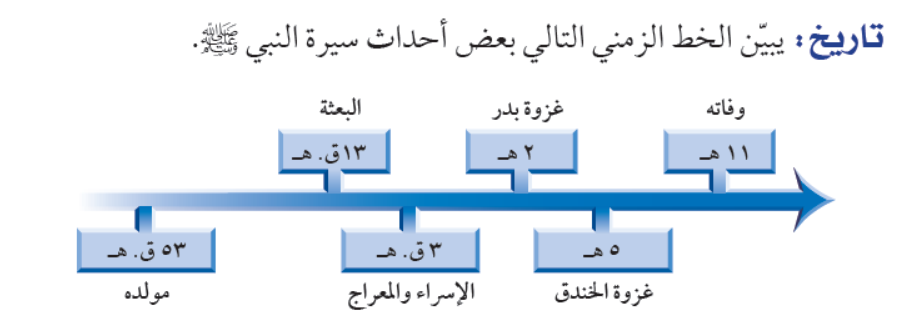 تاريخ: يبيّن الخط الزمني التالي بعض أحداث سيرة النبي ﷺ.
البعثة غزوة بدر وفاته
١٣ق. هـ ٢ هـ ١١ هـ
٥٣ ق. هـ ٣ ق. هـ ٥ هـ
مولده الإسراء والمعراج غزوة الخندق